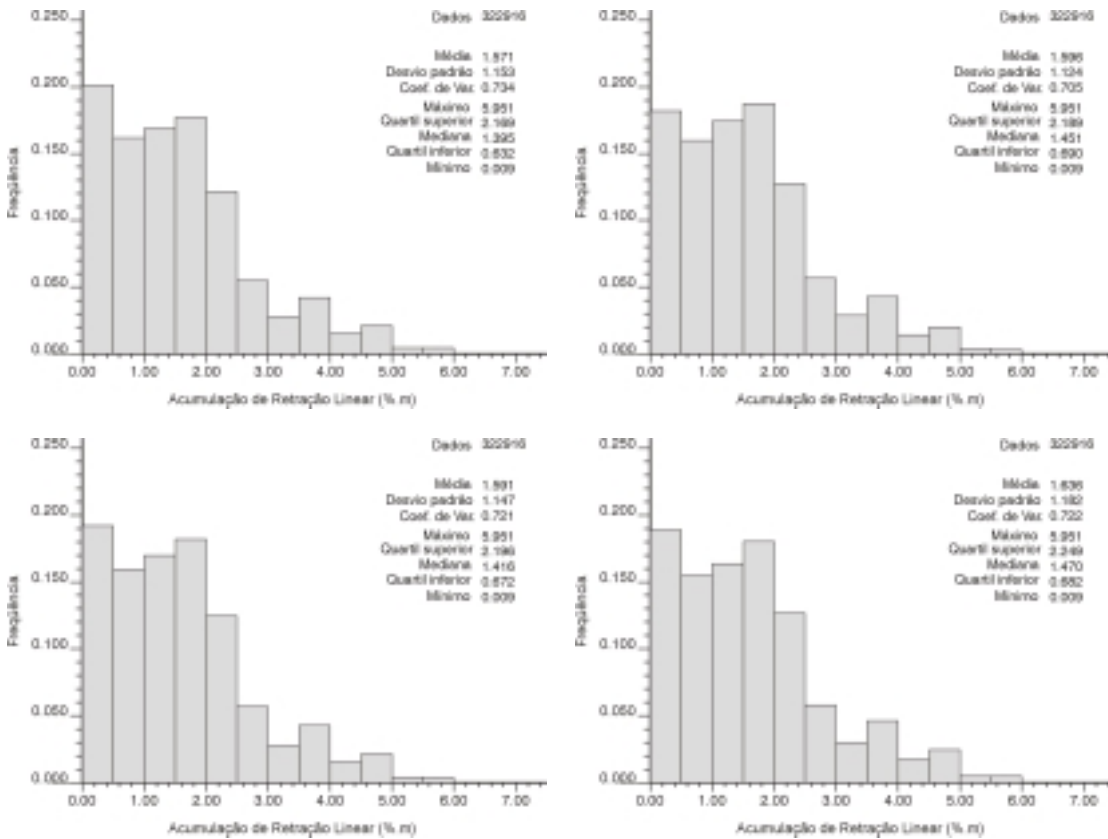 0.250
Dados 322916
Média 1.571
Desvio padrão 1.153
Coef. de Var. 0.734
Máximo 5.951
Quartil superior 2.169
Mediana 1.395
Quartil inferior 0.632
Mínimo 0.009
0.200
0.150
0.100
0.050
0.000
Freqüência
0.00 1.00 2.00 3.00 4.00 5.00 6.00 7.00
Acumulação de Retração Linear (% m)
0.250
Dados 322916
Média 1.596
Desvio padrão 1.124
Coef. de Var. 0.705
Máximo 5.951
Quartil superior 2.189
Mediana 1.451
Quartil inferior 0.690
Mínimo 0.009
0.200
0.150
0.100
0.050
0.000
Freqüência
0.00 1.00 2.00 3.00 4.00 5.00 6.00 7.00
Acumulação de Retração Linear (% m)
0.250
Dados 322916
Média 1.591
Desvio padrão 1.147
Coef. de Var. 0.721
Máximo 5.951
Quartil superior 2.196
Mediana 1.416
Quartil inferior 0.672
Mínimo 0.009
0.200
0.150
0.100
0.050
0.000
Freqüência
0.00 1.00 2.00 3.00 4.00 5.00 6.00 7.00
Acumulação de Retração Linear (% m)
0.250
Dados 322916
Média 1.636
Desvio padrão 1.182
Coef. de Var. 0.722
Máximo 5.951
Quartil superior 2.249
Mediana 1.470
Quartil inferior 0.682
Mínimo 0.009
0.200
0.150
0.100
0.050
0.000
Freqüência
0.00 1.00 2.00 3.00 4.00 5.00 6.00 7.00
Acumulação de Retração Linear (% m)